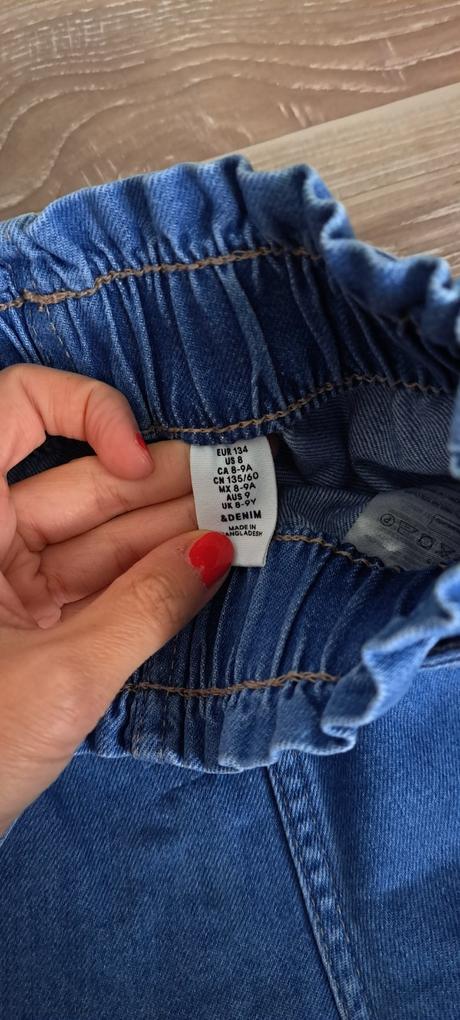 EUR 134
US 8
CA 8-9A
CN 135/60
MX 8-9A
AUS 9
UK 8-9Y
&DENIM
MADE IN
BANGLADESH